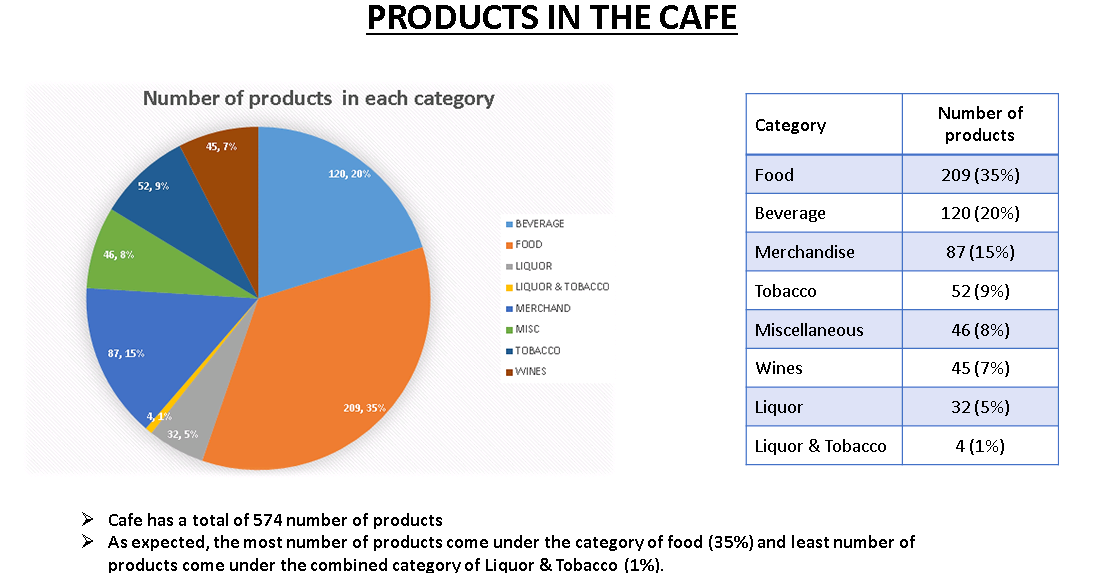 PRODUCTS IN THE CAFE
Number of products in each category
45, 7%
120, 20%
52, 9%
46, 8%
87, 15%
4, 1%
32, 5%
209, 35%
BEVERAGE
FOOD
LIQUOR
LIQUOR & TOBACCO
MERCHAND
MISC
TOBACCO
WINES
Category Number of products
Food 209 (35%)
Beverage 120 (20%)
Merchandise 87 (15%)
Tobacco 52 (9%)
Miscellaneous 46 (8%)
Wines 45 (7%)
Liquor 32 (5%)
Liquor & Tobacco 4 (1%)
➢ Cafe has a total of 574 number of products
➢ As expected, the most number of products come under the category of food (35%) and least number of
products come under the combined category of Liquor & Tobacco (1%).